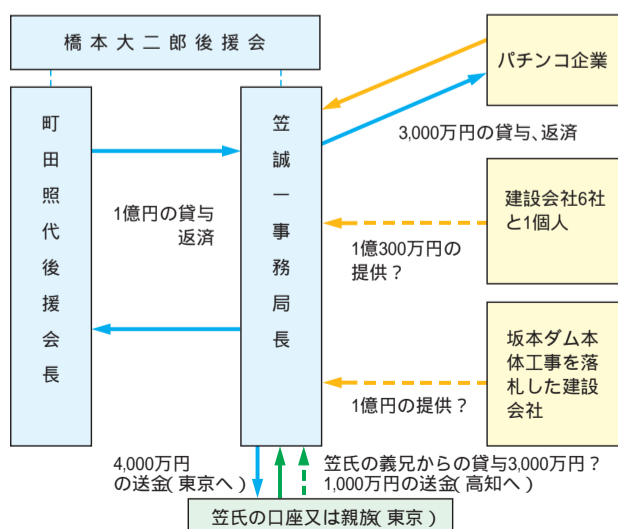 橋本大二郎後援会
町田照代後援会長
笠誠一事務局長
パチンコ企業
3,000万円の貸与、返済
1億円の貸与
返済
建設会社6社
と1個人
1億300万円の
提供？
坂本ダム本
体工事を落
札した建設
会社
1億円の提供？
4,000万円
の送金(東京へ)
笠氏の義兄からの貸与3,000万円？
1,000万円の送金(高知へ)
笠氏の口座又は親族(東京)